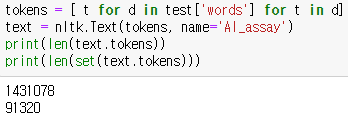 tokens = [ t for d in test['words'] for t in d]
text = nltk.Text(tokens, name='AI_assay')
print(len(text.tokens))
print(len(set(text.tokens)))
1431078
91320